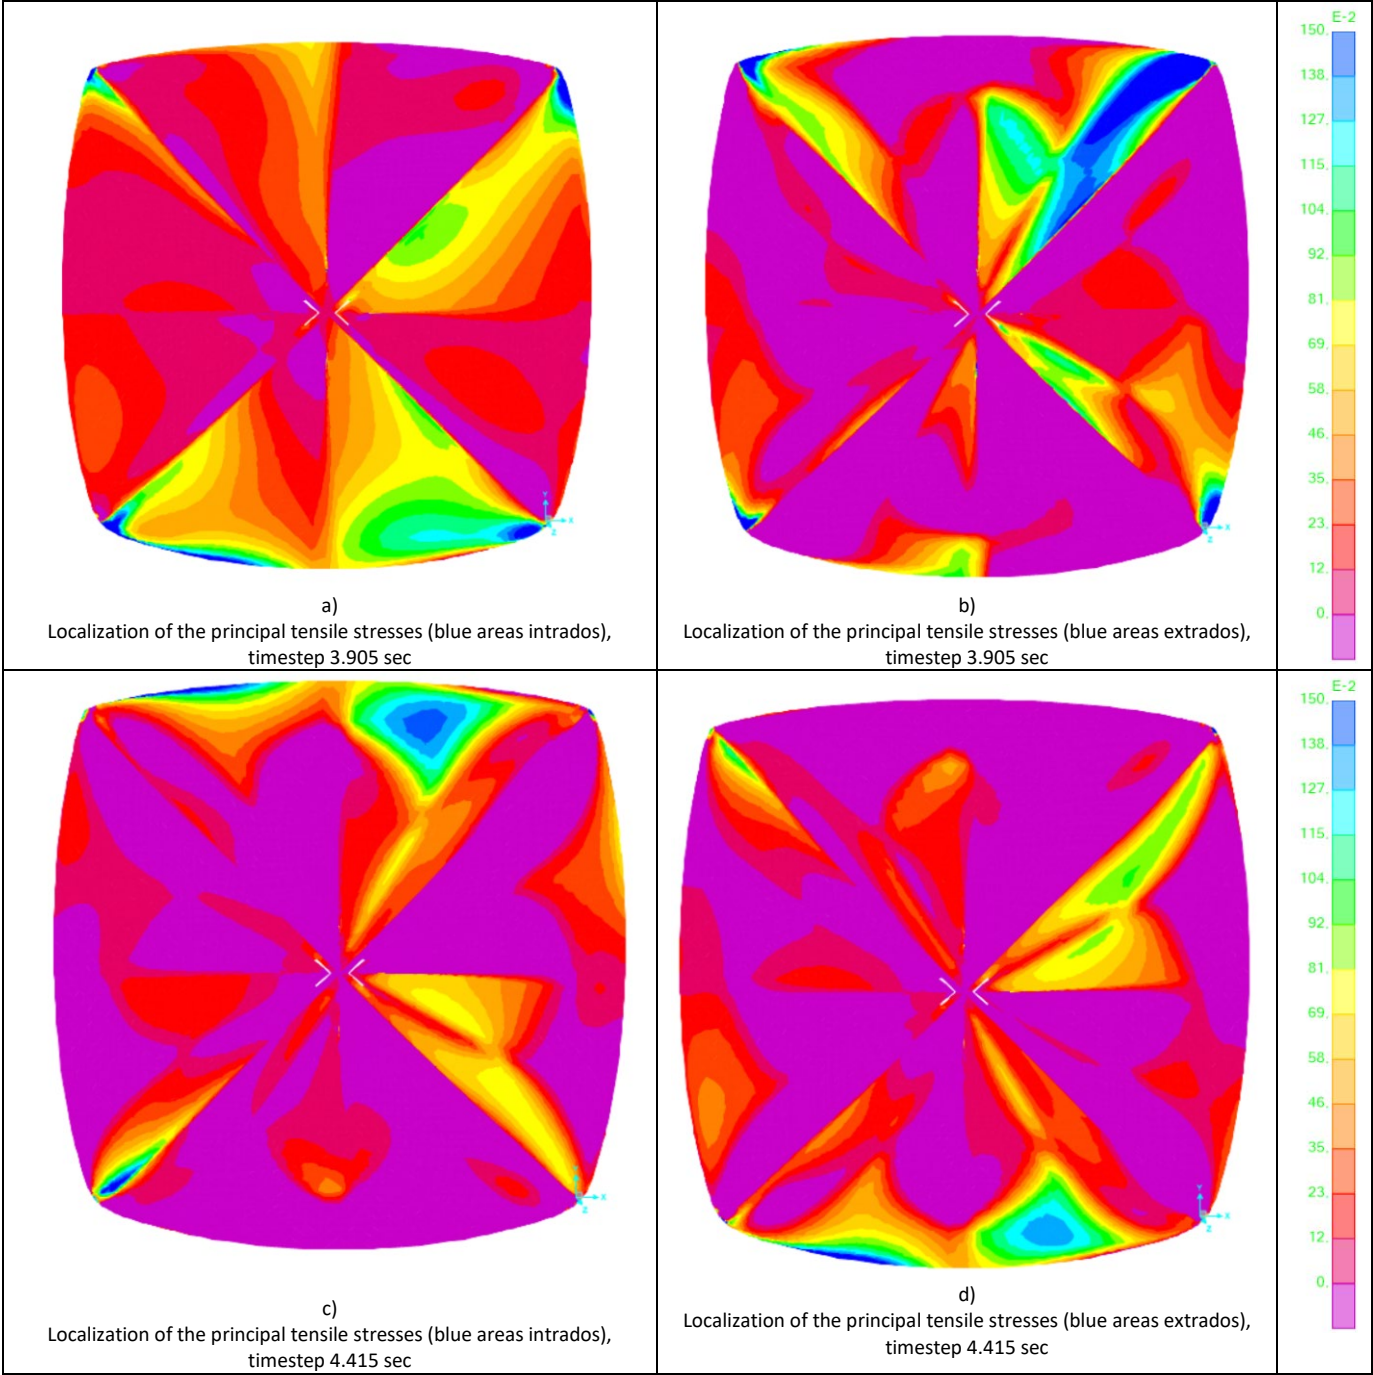 E-2
150.
138.
127.
115.
104.
92.
81.
69.
58.
46.
35.
23.
12.
0.
Y
X
Z
Y
X
Z
a)
Localization of the principal tensile stresses (blue areas intrados),
timestep 3.905 sec
b)
Localization of the principal tensile stresses (blue areas extrados),
timestep 3.905 sec
E-2
150.
138.
127.
115.
104.
92.
81.
69.
58.
46.
35.
23.
12.
0.
X
Z
Y
X
Z
c)
Localization of the principal tensile stresses (blue areas intrados),
timestep 4.415 sec
d)
Localization of the principal tensile stresses (blue areas extrados),
timestep 4.415 sec